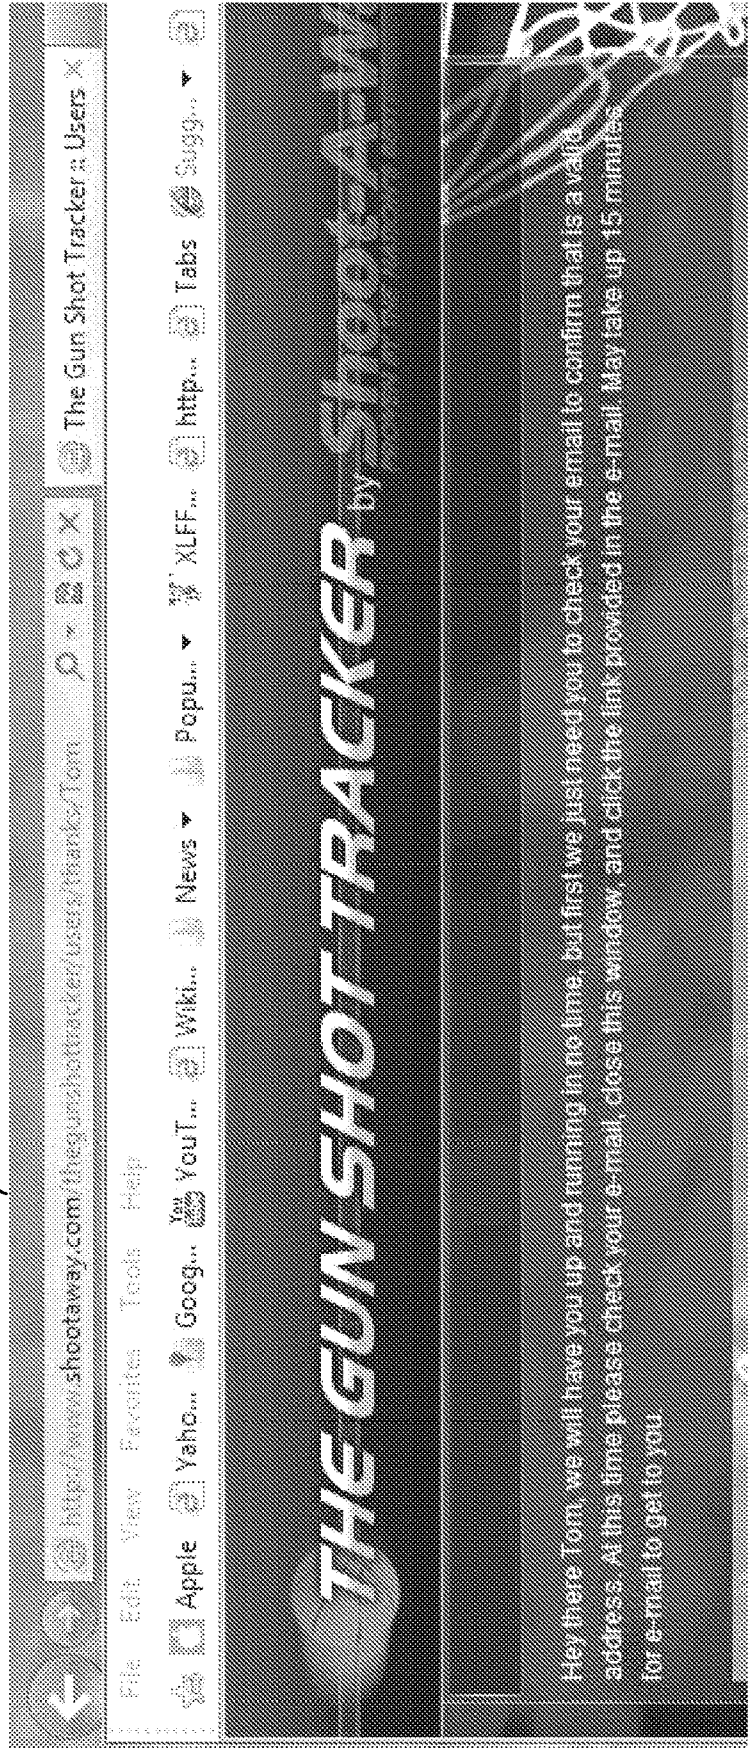 http://www.shootaway.com/thegunshottracker/users/thanks/Tom
The Gun Shot Tracker :: Users
File Edit View Favorites Tools Help
Apple Yaho... Goog... YouT... Wiki... News Popu... XLFF... http... Tabs Sugg...
THE GUN SHOT TRACKER by Shoot-A-W
Hey there Tom, we will have you up and running in no time, but first we just need you to check your email to confirm that is a valid
address. At this time please check your e-mail, close this window, and click the link provided in the e-mail. May take up 15 minutes
for e-mail to get to you.